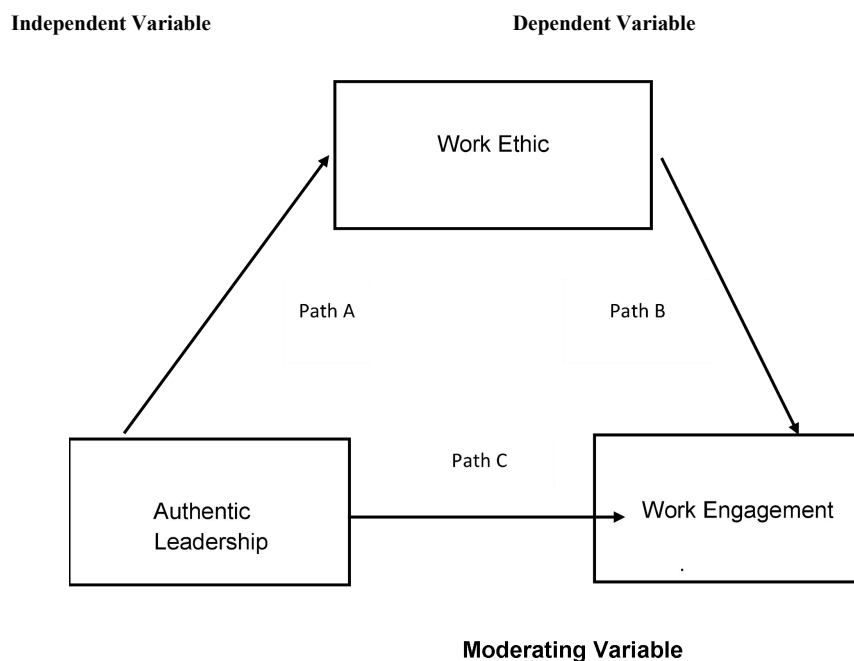 Independent Variable
Dependent Variable
Work Ethic
Path A
Path B
Authentic
Leadership
Path C
Work Engagement
.
Moderating Variable